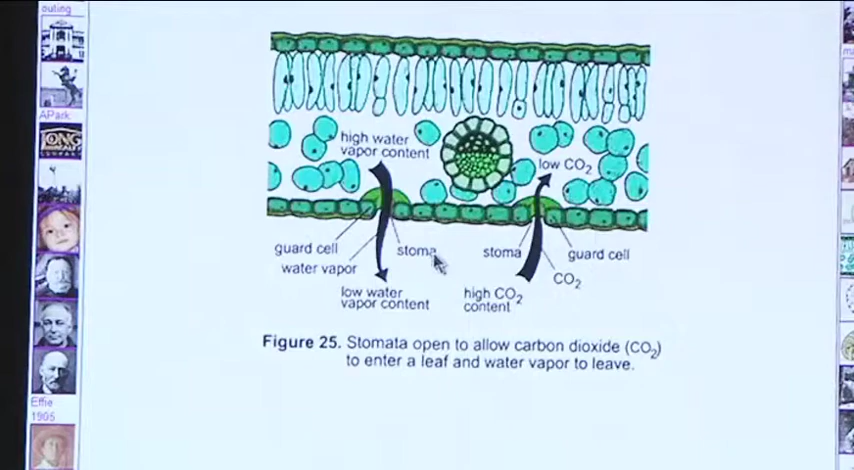 outing
APark
LONG
Effie
1905
high water
vapor content
low CO₂
guard cell
water vapor
stoma
low water
vapor content
stoma
guard cell
CO₂
high CO₂
content
Figure 25. Stomata open to allow carbon dioxide (CO₂)
to enter a leaf and water vapor to leave.